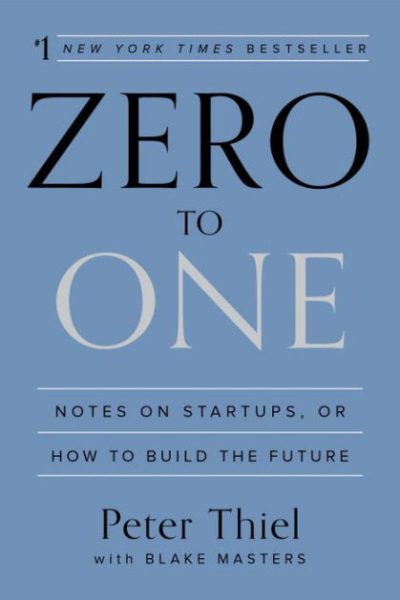 #1 NEW YORK TIMES BESTSELLER
ZERO
TO
ONE
NOTES ON STARTUPS, OR
HOW TO BUILD THE FUTURE
Peter Thiel
with BLAKE MASTERS